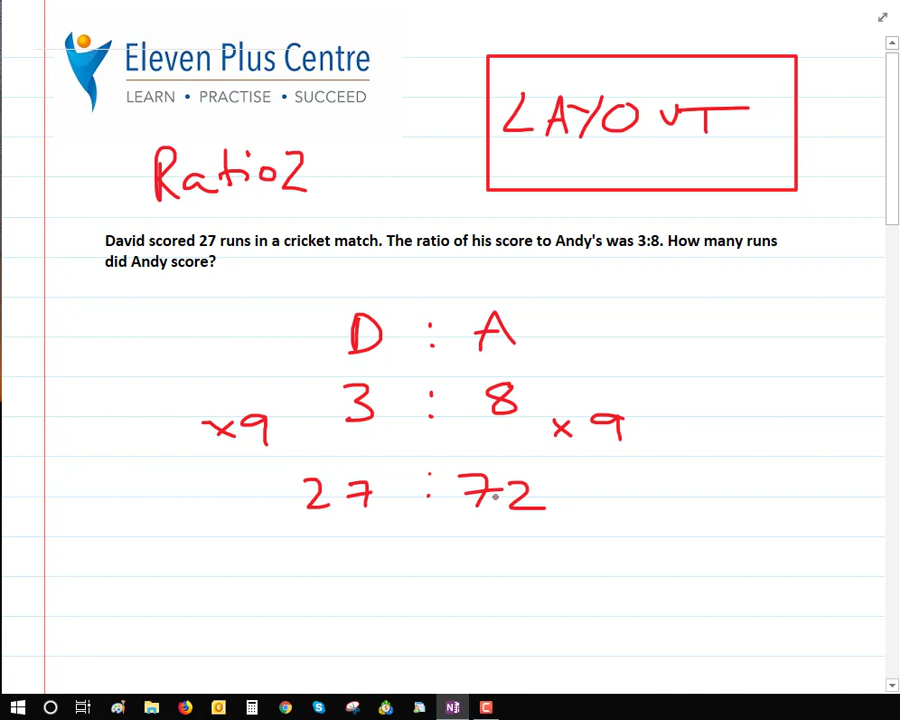 Eleven Plus Centre
LEARN • PRACTISE • SUCCEED
LAYOUT
Ratio2
David scored 27 runs in a cricket match. The ratio of his score to Andy's was 3:8. How many runs
did Andy score?
D : A
3 : 8
×9 × 9
27 : 72